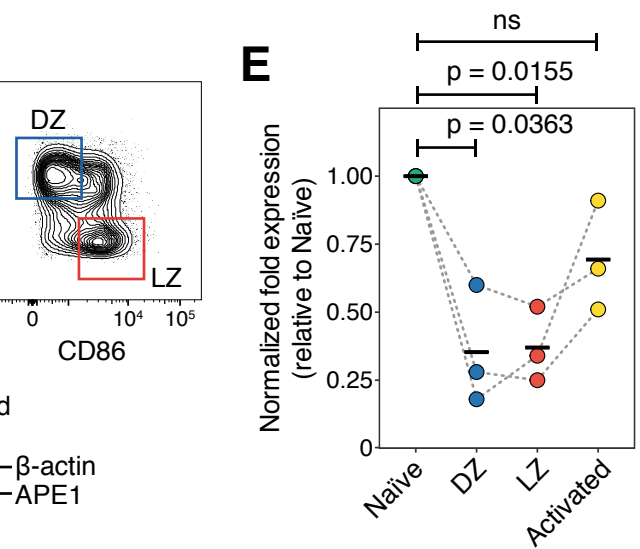 DZ
LZ
0
10⁴
10⁵
CD86
d
β-actin
APE1
E
ns
p = 0.0155
p = 0.0363
Normalized fold expression
(relative to Naïve)
1.00
0.75
0.50
0.25
0
Naïve
DZ
LZ
Activated